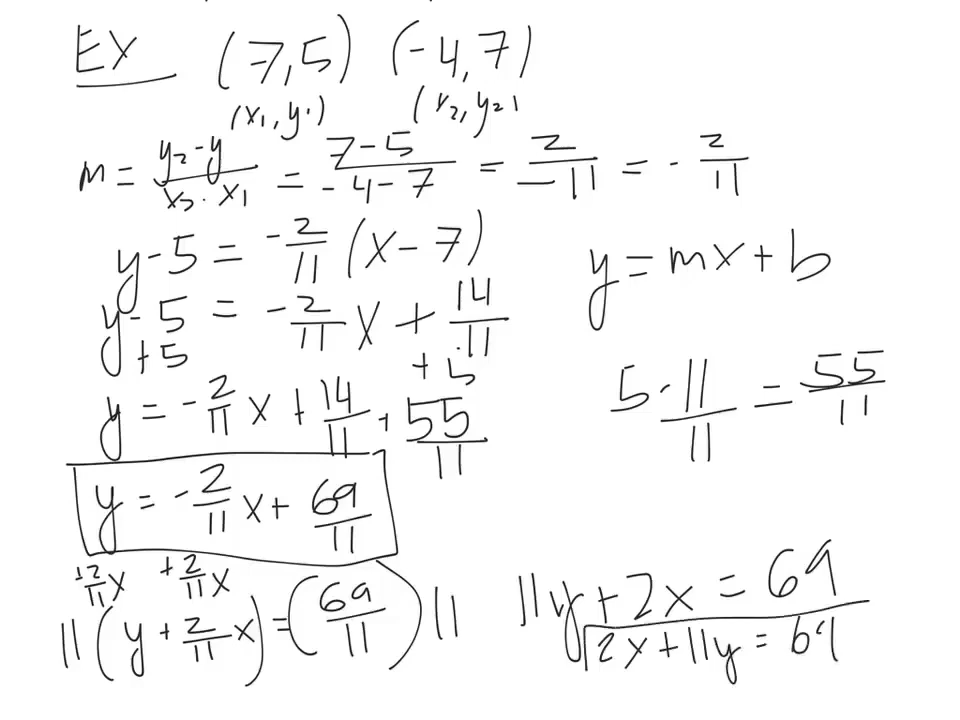 EX (7,5) (-4,7)
(x₁, y₁) (x₂, y₂)
m = (y₂ - y)/(x₂ - x₁) = (7 - 5)/(-4 - 7) = 2/-11 = -2/11
y - 5 = -2/11 (x - 7)
y = mx + b
y - 5 = -2/11 x + 14/11
+5 +5
y = -2/11 x + 14/11 + 55/11
5 · 11/11 = 55/11
y = -2/11 x + 69/11
+2/11 x +2/11 x
11 (y + 2/11 x) = (69/11) 11
11y + 2x = 69
2x + 11y = 69